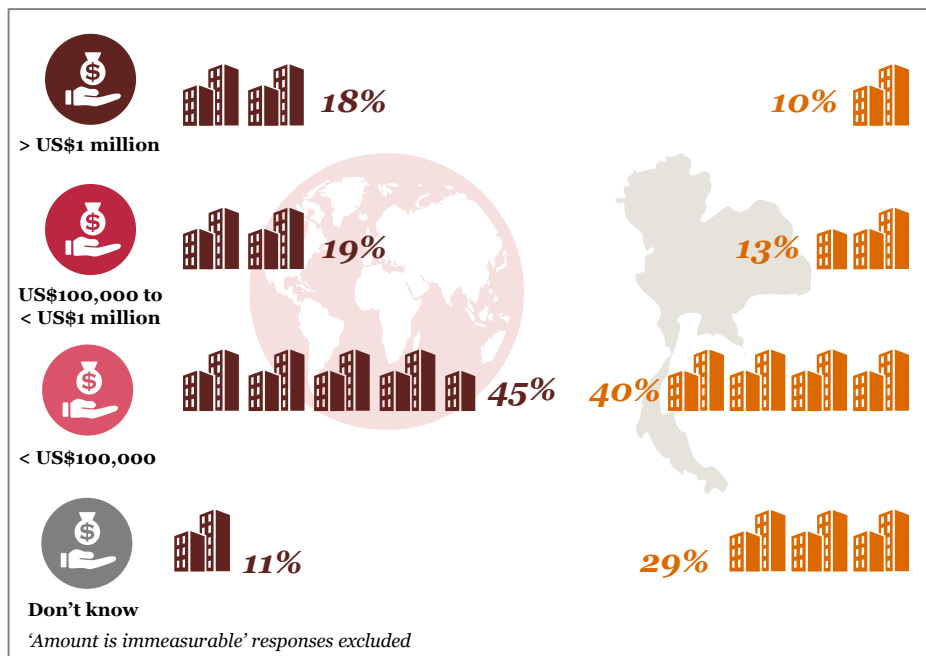 $
18%
10%
> US$1 million
$
19%
13%
US$100,000 to
< US$1 million
$
45%
40%
< US$100,000
$
11%
29%
Don’t know
‘Amount is immeasurable’ responses excluded